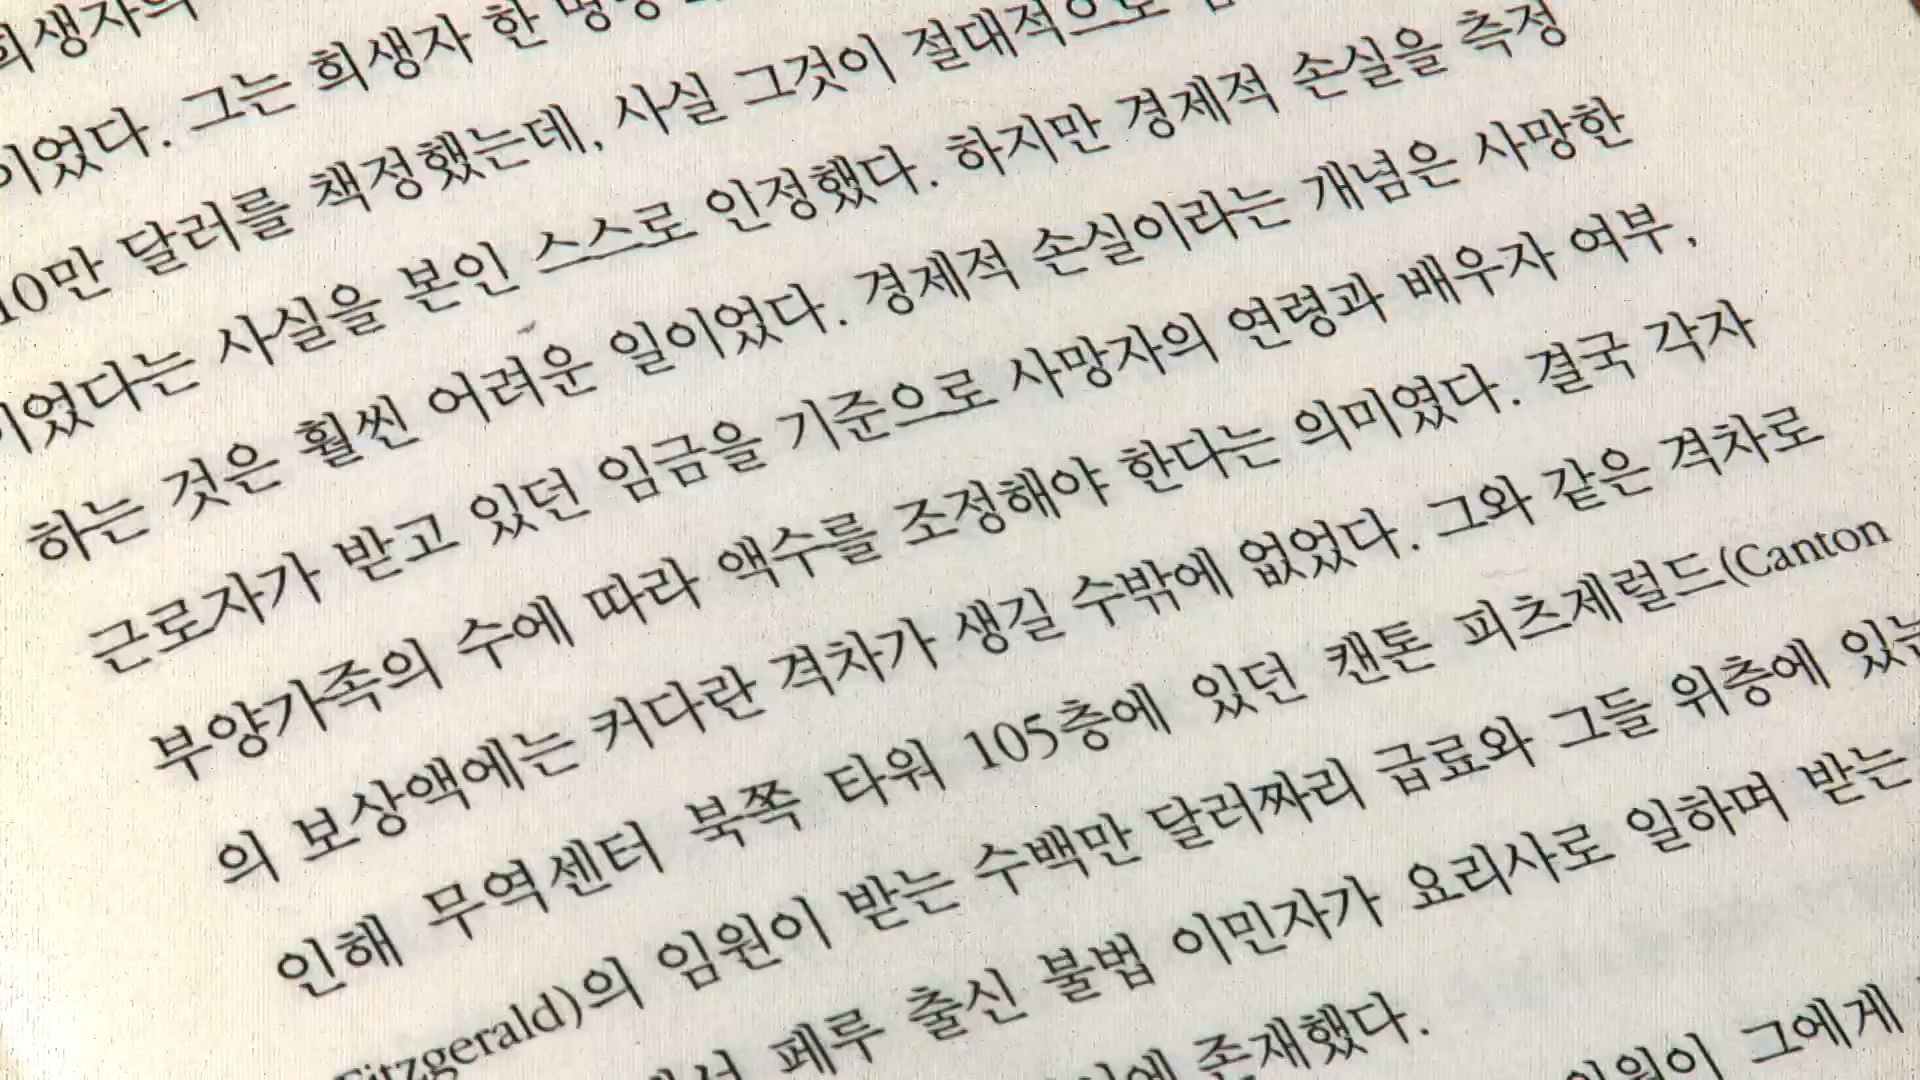 희생자의
이었다. 그는 희생자 한 명당
10만 달러를 책정했는데, 사실 그것이 절대적으로
이었다는 사실을 본인 스스로 인정했다. 하지만 경제적 손실을 측정
하는 것은 훨씬 어려운 일이었다. 경제적 손실이라는 개념은 사망한
근로자가 받고 있던 임금을 기준으로 사망자의 연령과 배우자 여부,
부양가족의 수에 따라 액수를 조정해야 한다는 의미였다. 결국 각자
의 보상액에는 커다란 격차가 생길 수밖에 없었다. 그와 같은 격차로
인해 무역센터 북쪽 타워 105층에 있던 캔톤 피츠제럴드(Canton
Fitzgerald)의 임원이 받는 수백만 달러짜리 급료와 그들 위층에 있는
페루 출신 불법 이민자가 요리사로 일하며 받는
존재했다.
그에게